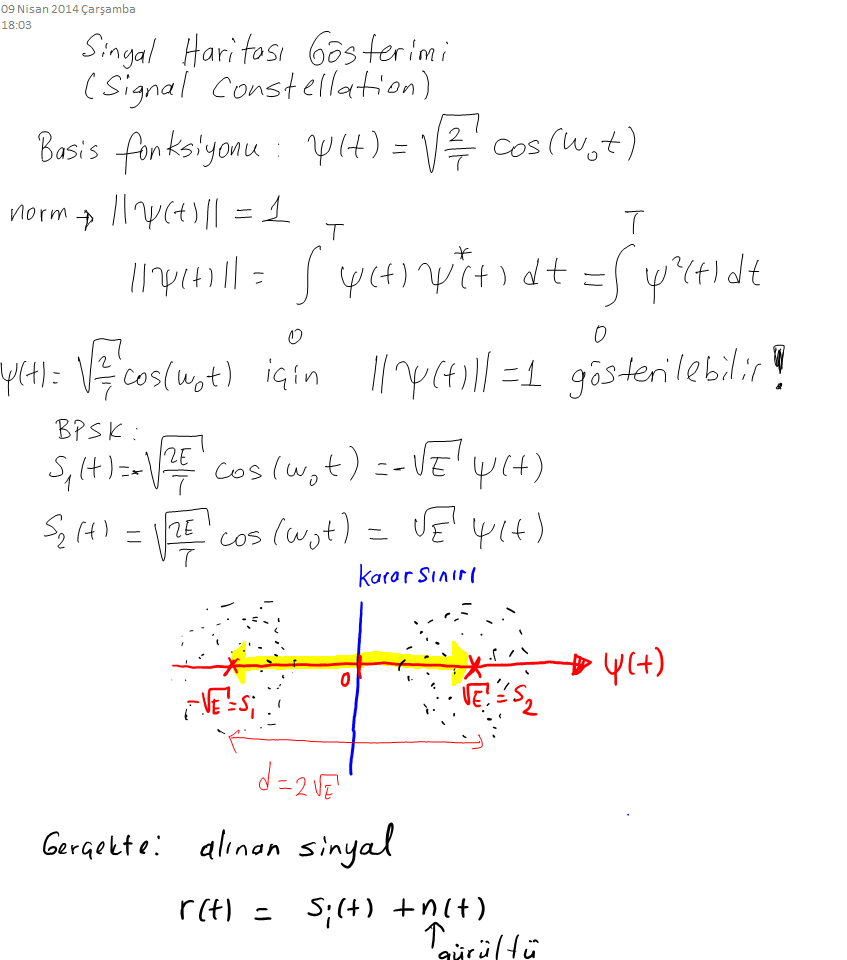 09 Nisan 2014 Çarşamba
18:03
Sinyal Haritası Gösterimi
(Signal Constellation)
Basis fonksiyonu: ψ(t) = √(2/T) cos(w₀t)
norm → ||ψ(t)|| = 1
||ψ(t)|| = ∫₀ᵀ ψ(t) ψ*(t) dt = ∫₀ᵀ ψ²(t) dt
ψ(t) = √(2/T) cos(w₀t) için ||ψ(t)|| = 1 gösterilebilir!
BPSK:
S₁(t) = -√(2E/T) cos(w₀t) = -√E ψ(t)
S₂(t) = √(2E/T) cos(w₀t) = √E ψ(t)
Karar sınırı
ψ(t)
0
-√E = S₁
√E = S₂
d = 2√E
Gerçekte: alınan sinyal
r(t) = Sᵢ(t) + n(t)
↑
gürültü